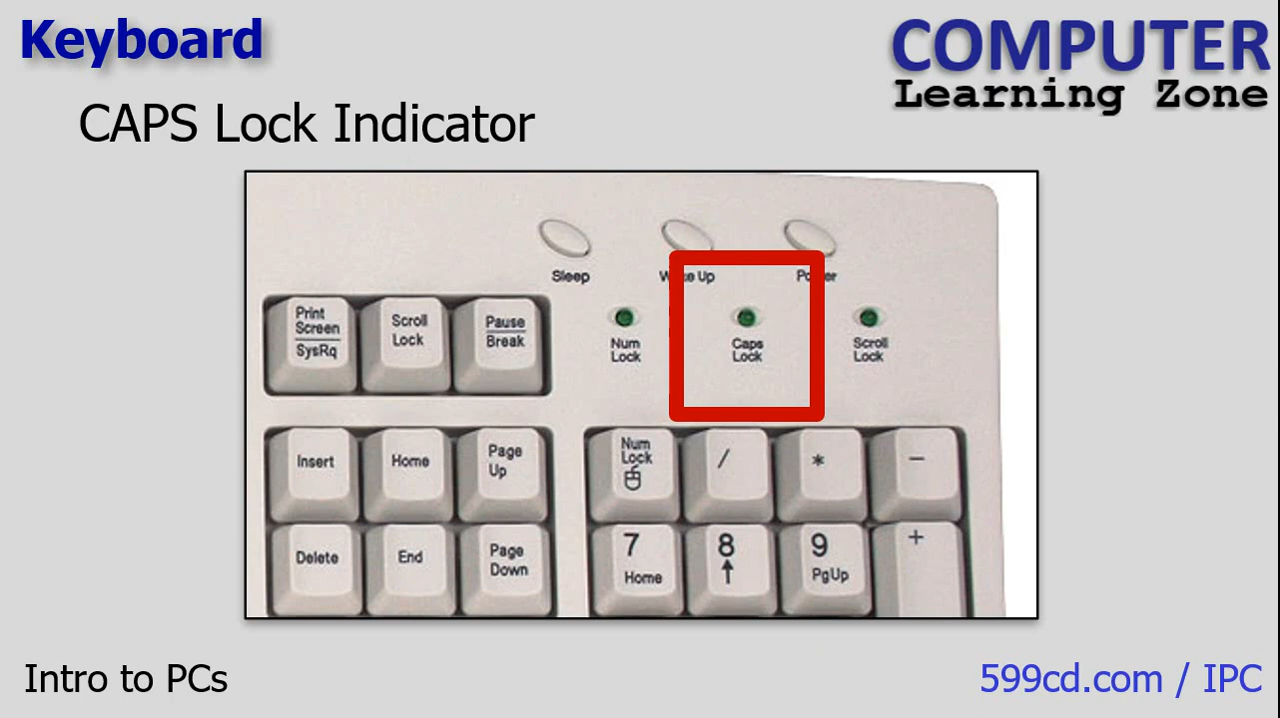 Keyboard
COMPUTER
Learning Zone
CAPS Lock Indicator
Sleep
Wake Up
Power
Print
Screen
SysRq
Scroll
Lock
Pause
Break
Num
Lock
Caps
Lock
Scroll
Lock
Insert
Home
Page
Up
Num
Lock
/
*
–
Delete
End
Page
Down
7
Home
8
↑
9
PgUp
+
Intro to PCs
599cd.com / IPC